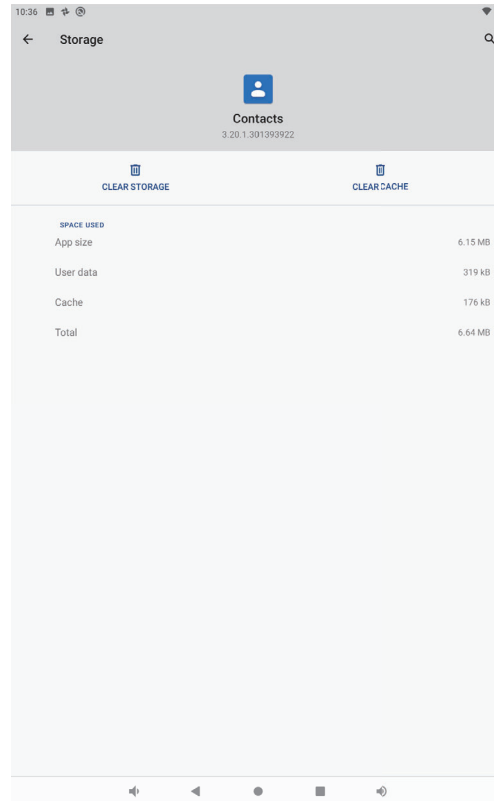 10:36
Storage
Contacts
3.20.1.301393922
CLEAR STORAGE
CLEAR CACHE
SPACE USED
App size 6.15 MB
User data 319 kB
Cache 176 kB
Total 6.64 MB